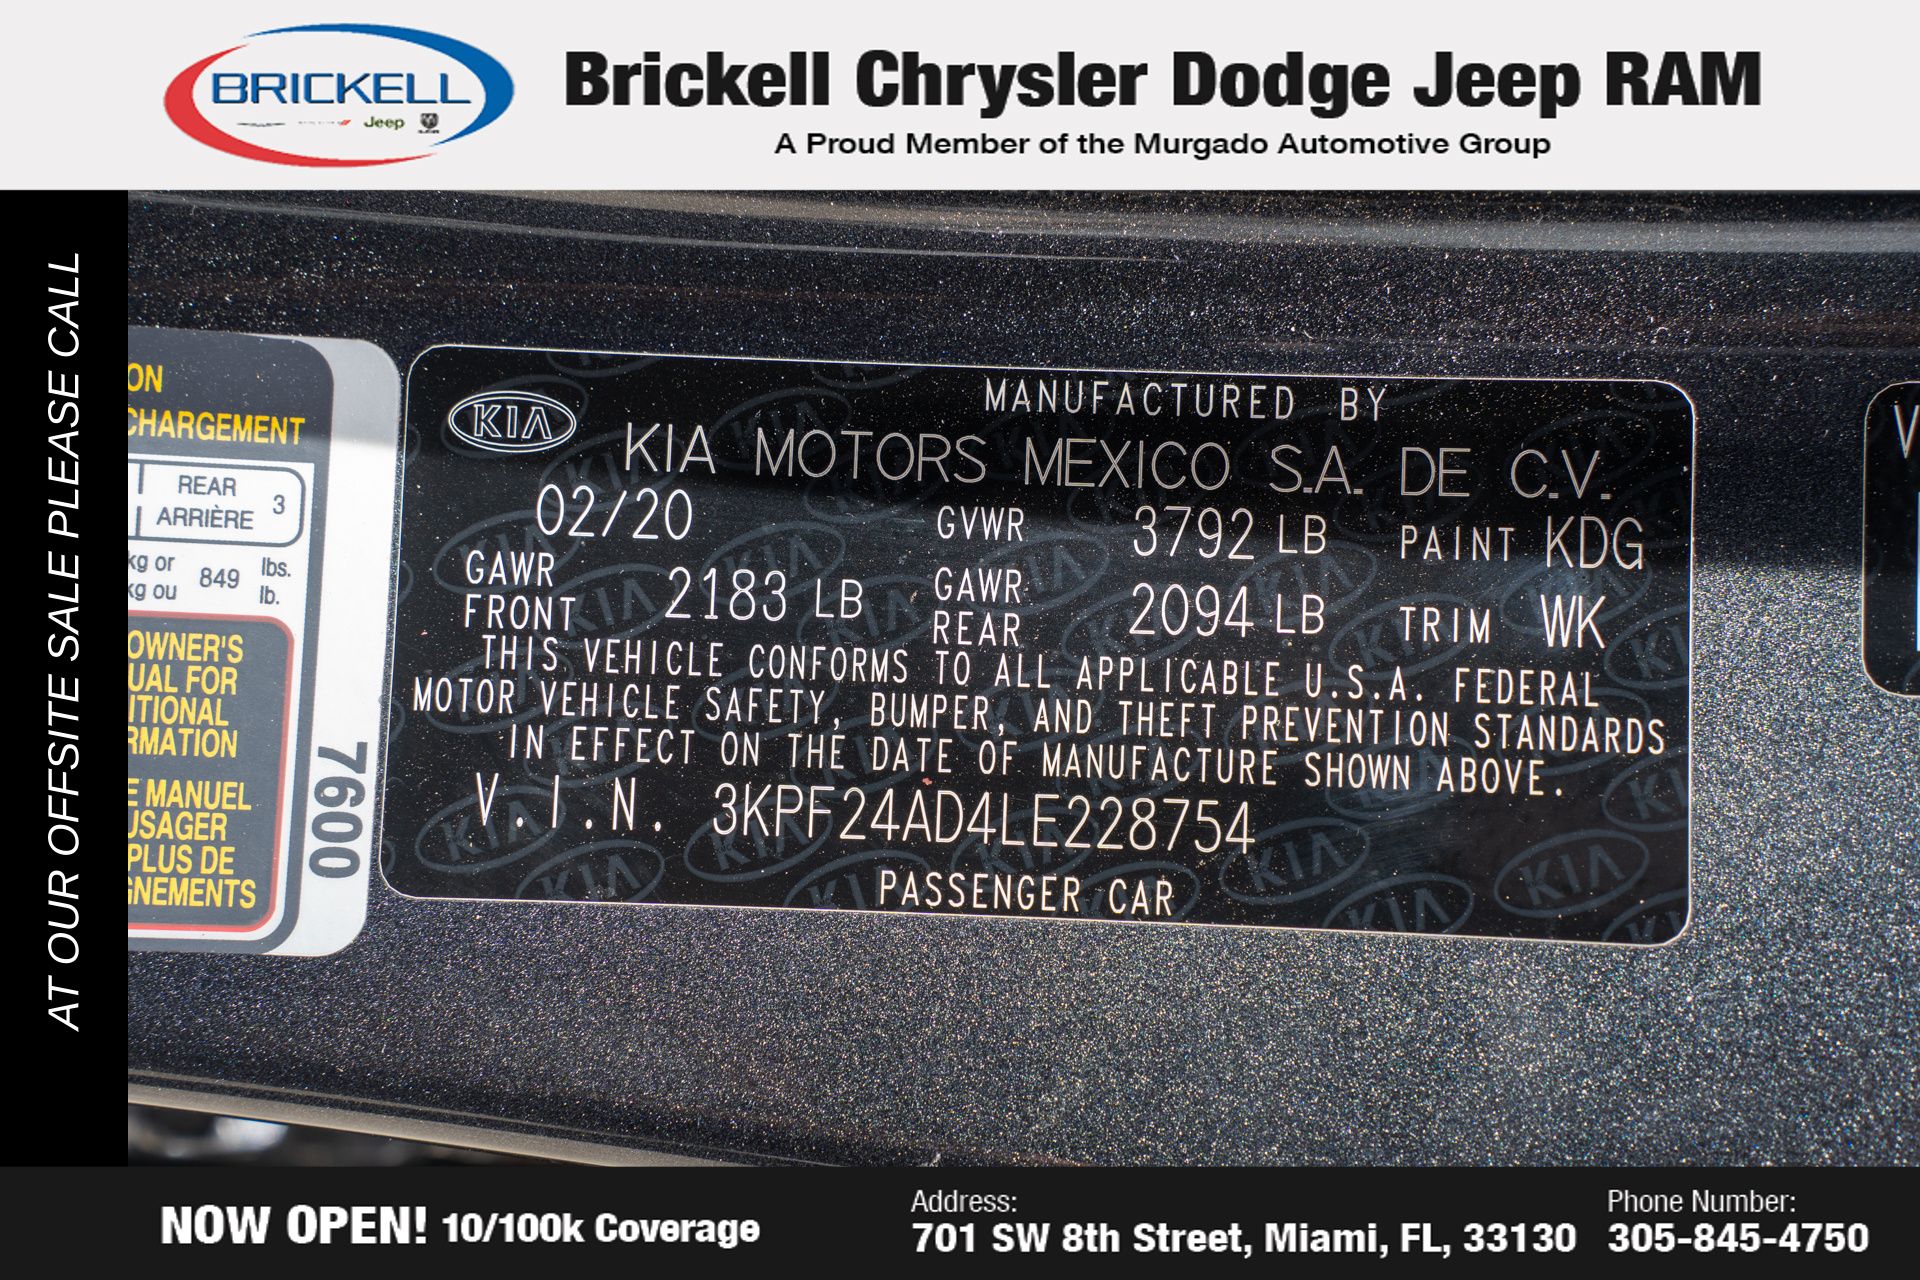 BRICKELL
Jeep
Brickell Chrysler Dodge Jeep RAM
A Proud Member of the Murgado Automotive Group
AT OUR OFFSITE SALE PLEASE CALL
ON
CHARGEMENT
REAR
ARRIÈRE
3
kg or
kg ou
849
lbs.
lb.
OWNER'S
UAL FOR
ITIONAL
RMATION
E MANUEL
USAGER
PLUS DE
GNEMENTS
7600
KIA
MANUFACTURED BY
KIA MOTORS MEXICO S.A. DE C.V.
02/20 GVWR 3792 LB PAINT KDG
GAWR FRONT 2183 LB GAWR REAR 2094 LB TRIM WK
THIS VEHICLE CONFORMS TO ALL APPLICABLE U.S.A. FEDERAL
MOTOR VEHICLE SAFETY, BUMPER, AND THEFT PREVENTION STANDARDS
IN EFFECT ON THE DATE OF MANUFACTURE SHOWN ABOVE.
V.I.N. 3KPF24AD4LE228754
PASSENGER CAR
V
NOW OPEN! 10/100k Coverage
Address:
701 SW 8th Street, Miami, FL, 33130
Phone Number:
305-845-4750